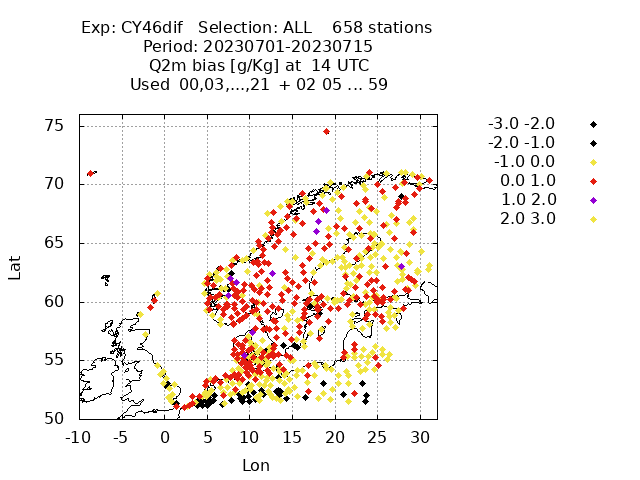 Exp: CY46dif Selection: ALL 658 stations
Period: 20230701-20230715
Q2m bias [g/Kg] at 14 UTC
Used 00,03,...,21 + 02 05 ... 59
75
70
65
60
55
50
Lat
-10 -5 0 5 10 15 20 25 30
Lon
-3.0 -2.0
-2.0 -1.0
-1.0 0.0
0.0 1.0
1.0 2.0
2.0 3.0